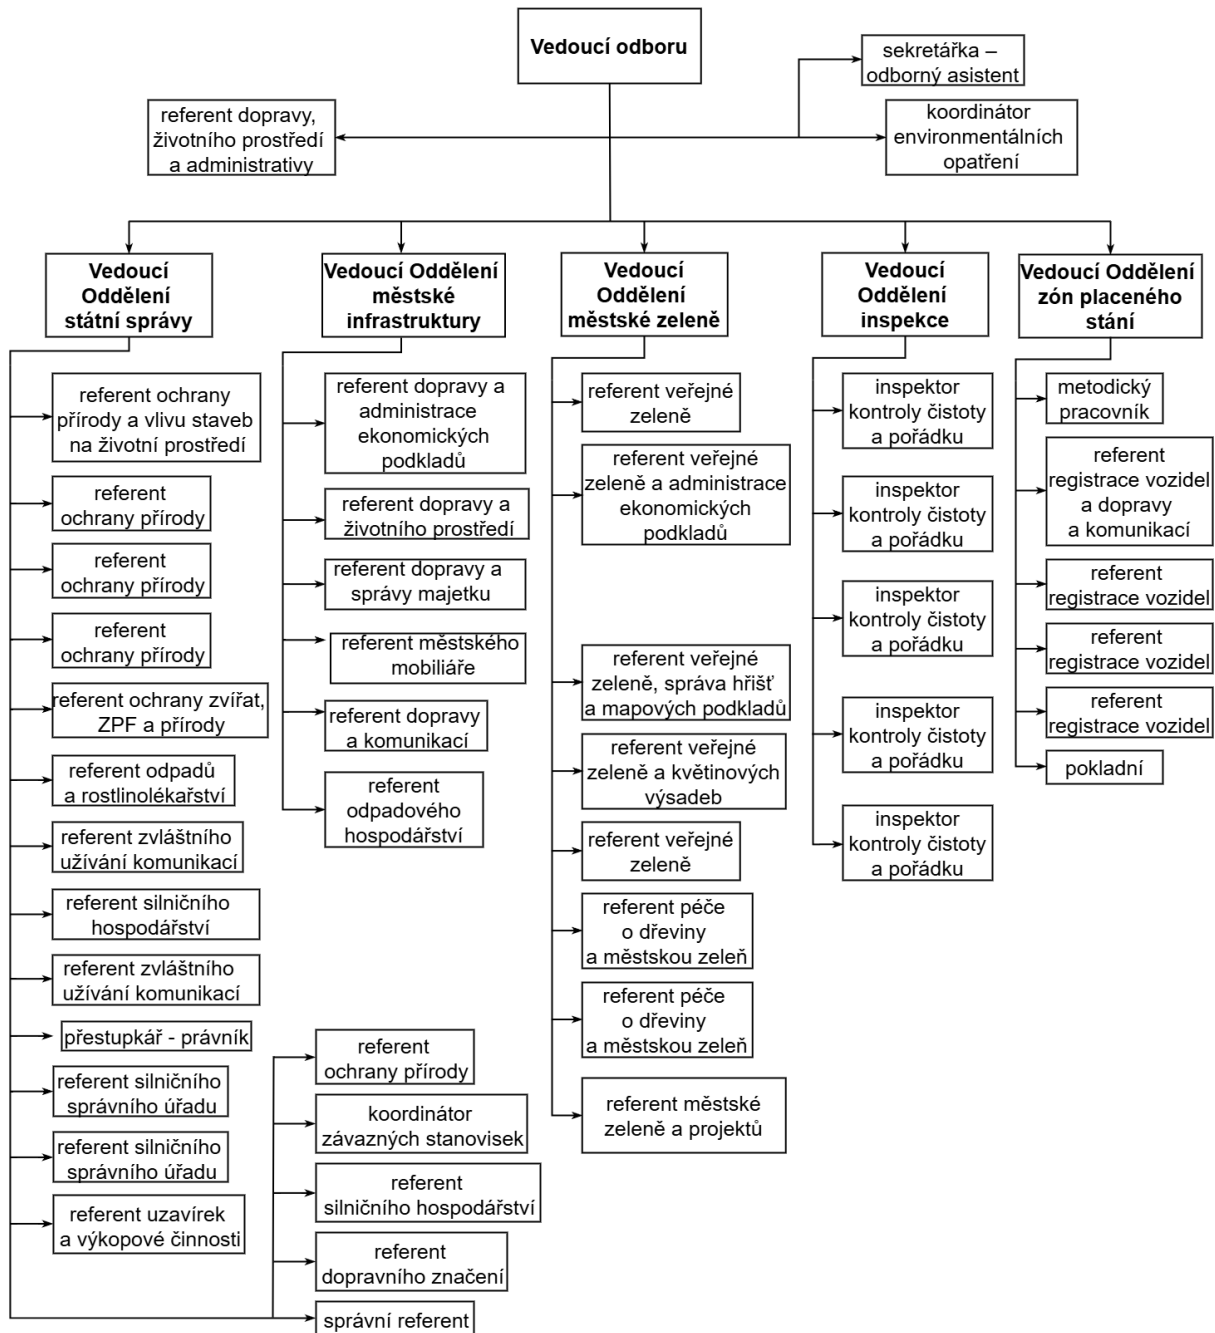 Vedoucí odboru
sekretářka –
odborný asistent
referent dopravy,
životního prostředí
a administrativy
koordinátor
environmentálních
opatření
Vedoucí
Oddělení
státní správy
referent ochrany
přírody a vlivu staveb
na životní prostředí
referent
ochrany přírody
referent
ochrany přírody
referent
ochrany přírody
referent ochrany zvířat,
ZPF a přírody
referent odpadů
a rostlinolékařství
referent zvláštního
užívání komunikací
referent silničního
hospodářství
referent zvláštního
užívání komunikací
přestupkář - právník
referent silničního
správního úřadu
referent silničního
správního úřadu
referent uzavírek
a výkopové činnosti
referent
ochrany přírody
koordinátor
závazných stanovisek
referent
silničního hospodářství
referent
dopravního značení
správní referent
Vedoucí Oddělení
městské
infrastruktury
referent dopravy a
administrace
ekonomických
podkladů
referent dopravy a
životního prostředí
referent dopravy a
správy majetku
referent městského
mobiliáře
referent dopravy
a komunikací
referent
odpadového
hospodářství
Vedoucí
Oddělení
městské zeleně
referent veřejné
zeleně
referent veřejné
zeleně a administrace
ekonomických
podkladů
referent veřejné
zeleně, správa hřišť
a mapových podkladů
referent veřejné
zeleně a květinových
výsadeb
referent veřejné
zeleně
referent péče
o dřeviny
a městskou zeleň
referent péče
o dřeviny
a městskou zeleň
referent městské
zeleně a projektů
Vedoucí
Oddělení
inspekce
inspektor
kontroly čistoty
a pořádku
inspektor
kontroly čistoty
a pořádku
inspektor
kontroly čistoty
a pořádku
inspektor
kontroly čistoty
a pořádku
inspektor
kontroly čistoty
a pořádku
Vedoucí Oddělení
zón placeného
stání
metodický
pracovník
referent
registrace vozidel
a dopravy
a komunikací
referent
registrace vozidel
referent
registrace vozidel
referent
registrace vozidel
pokladní